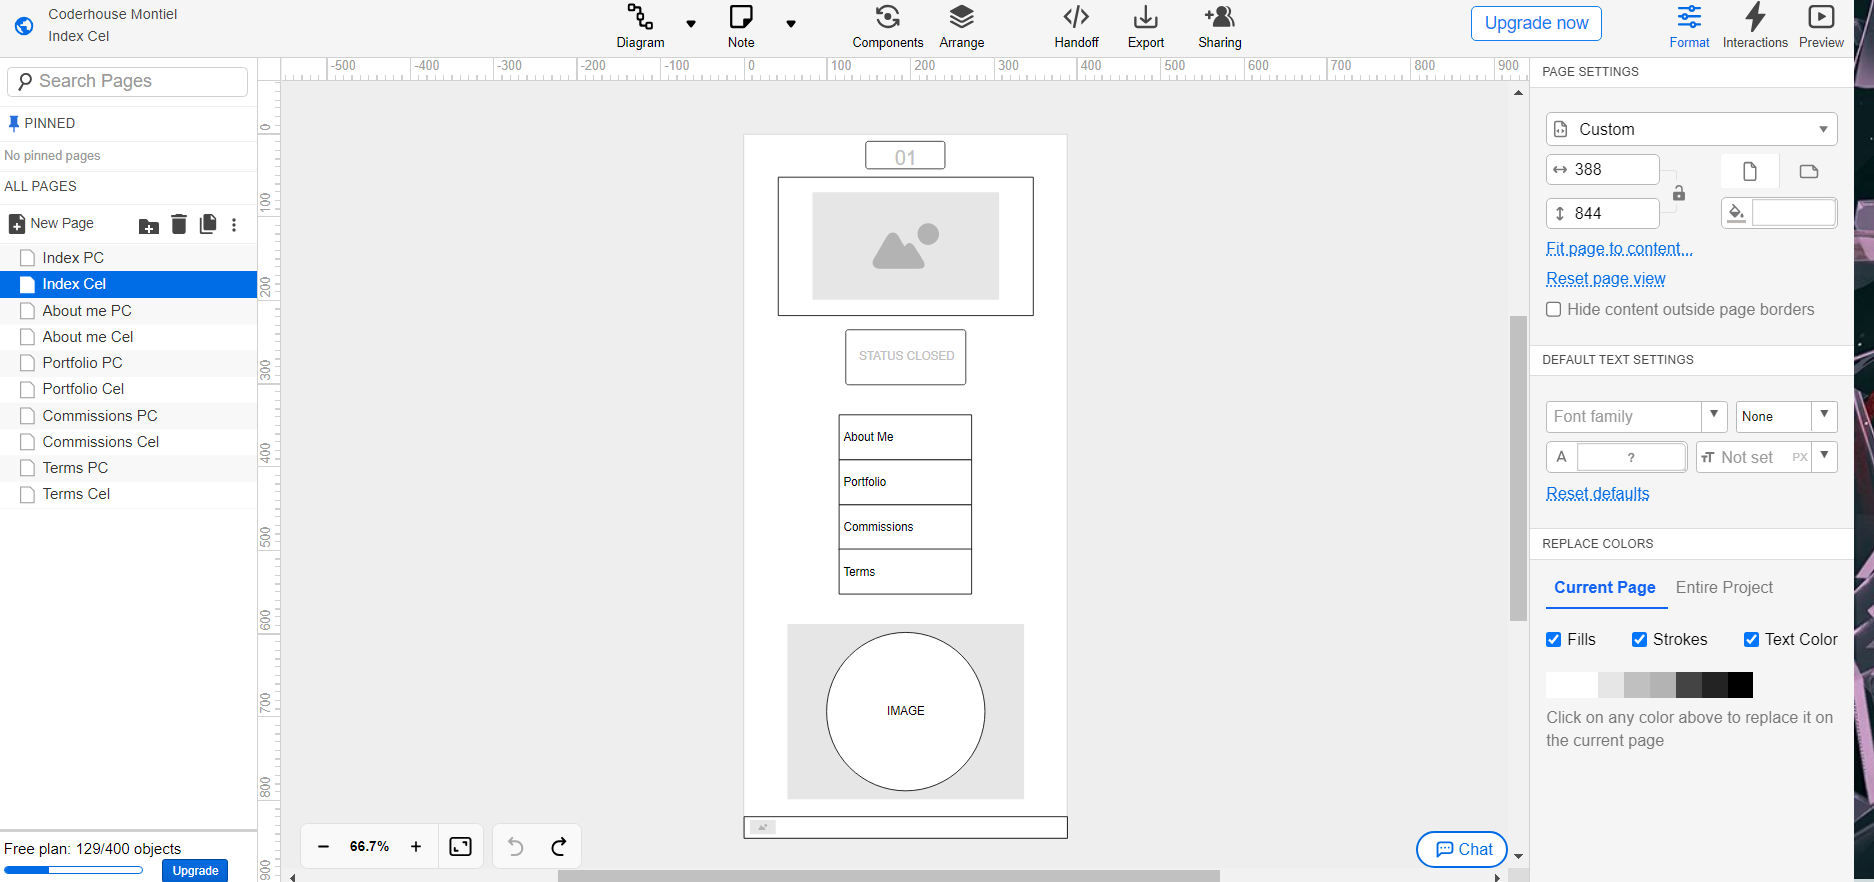 Coderhouse Montiel
Index Cel
Diagram
Note
Components
Arrange
Handoff
Export
Sharing
Upgrade now
Format
Interactions
Preview
Search Pages
PINNED
No pinned pages
ALL PAGES
New Page
Index PC
Index Cel
About me PC
About me Cel
Portfolio PC
Portfolio Cel
Commissions PC
Commissions Cel
Terms PC
Terms Cel
Free plan: 129/400 objects
Upgrade
-500 -400 -300 -200 -100 0 100 200 300 400 500 600 700 800 900
0
100
200
300
400
500
600
700
800
900
01
STATUS CLOSED
About Me
Portfolio
Commissions
Terms
IMAGE
66.7%
Chat
PAGE SETTINGS
Custom
388
844
Fit page to content...
Reset page view
Hide content outside page borders
DEFAULT TEXT SETTINGS
Font family
None
A ?
Not set PX
Reset defaults
REPLACE COLORS
Current Page Entire Project
Fills Strokes Text Color
Click on any color above to replace it on
the current page